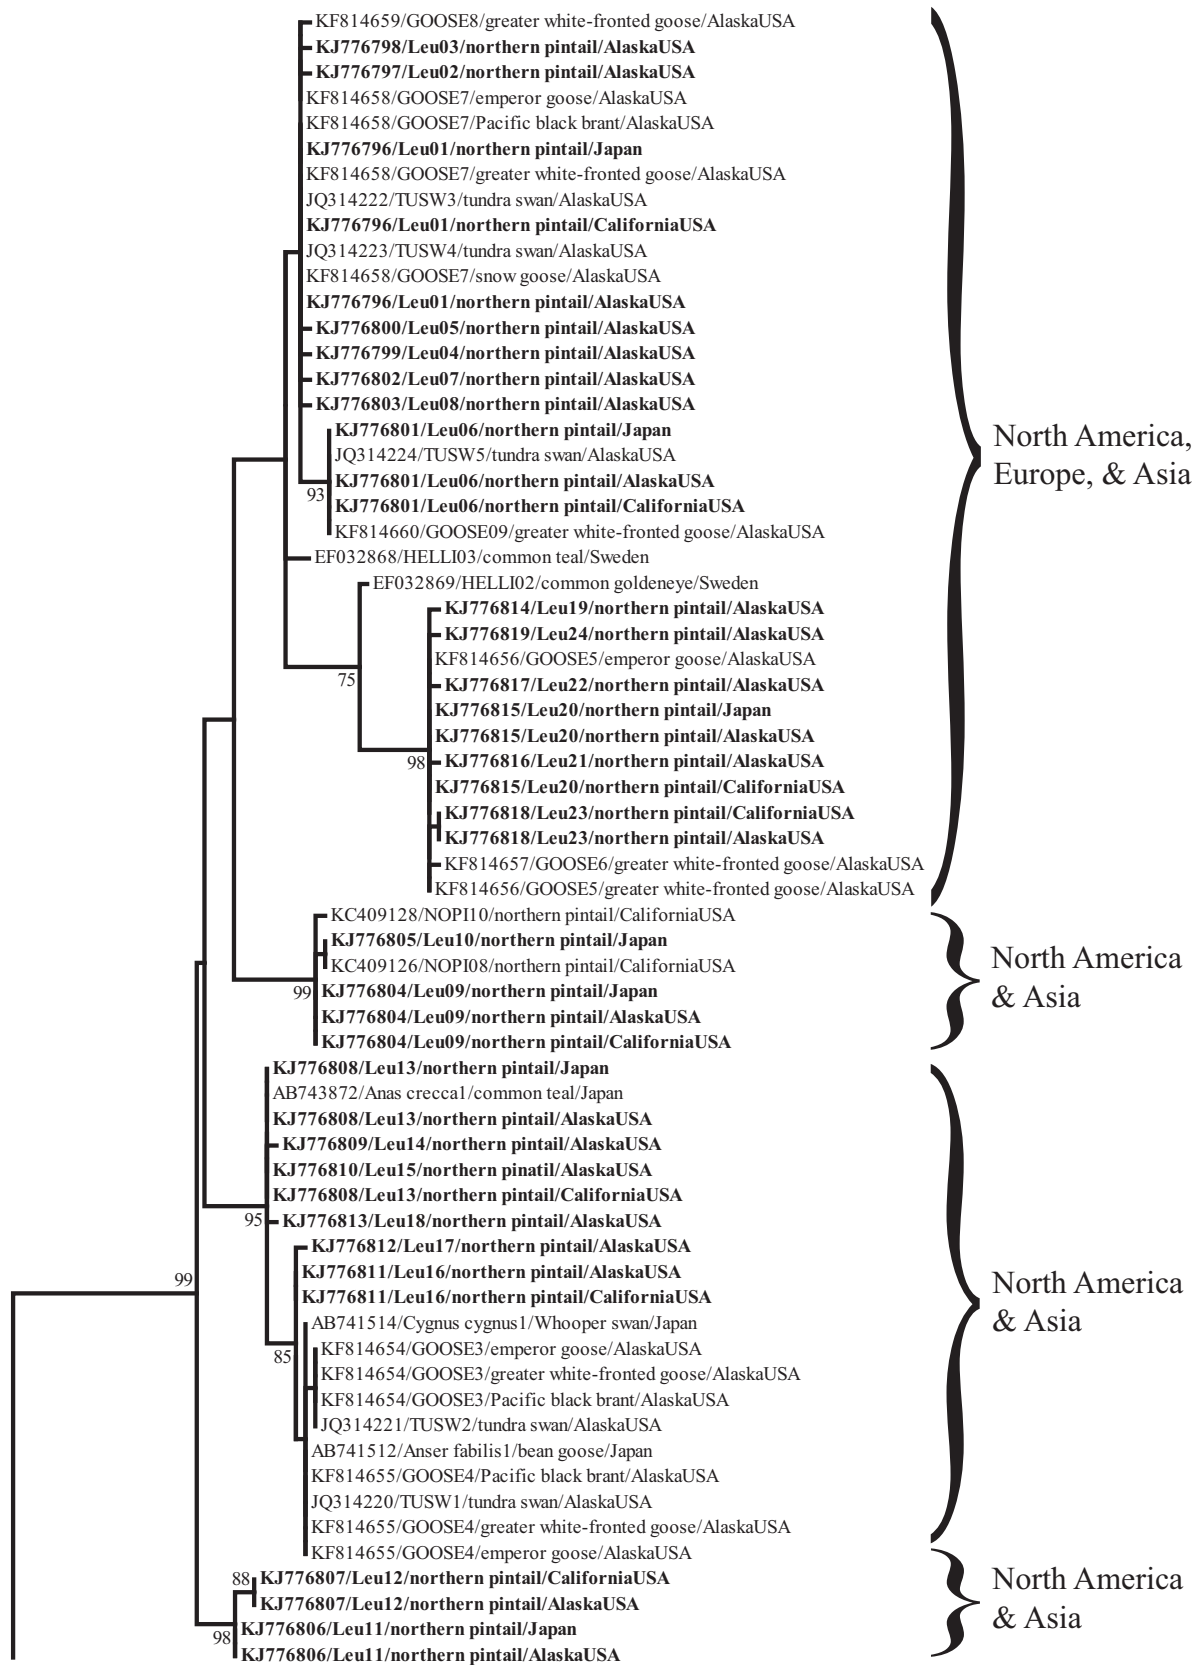 KF814659/GOOSE8/greater white-fronted goose/AlaskaUSA
KJ776798/Leu03/northern pintail/AlaskaUSA
KJ776797/Leu02/northern pintail/AlaskaUSA
KF814658/GOOSE7/emperor goose/AlaskaUSA
KF814658/GOOSE7/Pacific black brant/AlaskaUSA
KJ776796/Leu01/northern pintail/Japan
KF814658/GOOSE7/greater white-fronted goose/AlaskaUSA
JQ314222/TUSW3/tundra swan/AlaskaUSA
KJ776796/Leu01/northern pintail/CaliforniaUSA
JQ314223/TUSW4/tundra swan/AlaskaUSA
KF814658/GOOSE7/snow goose/AlaskaUSA
KJ776796/Leu01/northern pintail/AlaskaUSA
KJ776800/Leu05/northern pintail/AlaskaUSA
KJ776799/Leu04/northern pintail/AlaskaUSA
KJ776802/Leu07/northern pintail/AlaskaUSA
KJ776803/Leu08/northern pintail/AlaskaUSA
KJ776801/Leu06/northern pintail/Japan
JQ314224/TUSW5/tundra swan/AlaskaUSA
KJ776801/Leu06/northern pintail/AlaskaUSA
93
KJ776801/Leu06/northern pintail/CaliforniaUSA
KF814660/GOOSE09/greater white-fronted goose/AlaskaUSA
EF032868/HELLI03/common teal/Sweden
EF032869/HELLI02/common goldeneye/Sweden
KJ776814/Leu19/northern pintail/AlaskaUSA
KJ776819/Leu24/northern pintail/AlaskaUSA
KF814656/GOOSE5/emperor goose/AlaskaUSA
75
KJ776817/Leu22/northern pintail/AlaskaUSA
KJ776815/Leu20/northern pintail/Japan
KJ776815/Leu20/northern pintail/AlaskaUSA
98
KJ776816/Leu21/northern pintail/AlaskaUSA
KJ776815/Leu20/northern pintail/CaliforniaUSA
KJ776818/Leu23/northern pintail/CaliforniaUSA
KJ776818/Leu23/northern pintail/AlaskaUSA
KF814657/GOOSE6/greater white-fronted goose/AlaskaUSA
KF814656/GOOSE5/greater white-fronted goose/AlaskaUSA
North America,
Europe, & Asia
KC409128/NOPI10/northern pintail/CaliforniaUSA
KJ776805/Leu10/northern pintail/Japan
KC409126/NOPI08/northern pintail/CaliforniaUSA
99
KJ776804/Leu09/northern pintail/Japan
KJ776804/Leu09/northern pintail/AlaskaUSA
KJ776804/Leu09/northern pintail/CaliforniaUSA
North America
& Asia
KJ776808/Leu13/northern pintail/Japan
AB743872/Anas crecca1/common teal/Japan
KJ776808/Leu13/northern pintail/AlaskaUSA
KJ776809/Leu14/northern pintail/AlaskaUSA
KJ776810/Leu15/northern pinatil/AlaskaUSA
KJ776808/Leu13/northern pintail/CaliforniaUSA
95
KJ776813/Leu18/northern pintail/AlaskaUSA
KJ776812/Leu17/northern pintail/AlaskaUSA
KJ776811/Leu16/northern pintail/AlaskaUSA
99
KJ776811/Leu16/northern pintail/CaliforniaUSA
AB741514/Cygnus cygnus1/Whooper swan/Japan
85
KF814654/GOOSE3/emperor goose/AlaskaUSA
KF814654/GOOSE3/greater white-fronted goose/AlaskaUSA
KF814654/GOOSE3/Pacific black brant/AlaskaUSA
JQ314221/TUSW2/tundra swan/AlaskaUSA
AB741512/Anser fabilis1/bean goose/Japan
KF814655/GOOSE4/Pacific black brant/AlaskaUSA
JQ314220/TUSW1/tundra swan/AlaskaUSA
KF814655/GOOSE4/greater white-fronted goose/AlaskaUSA
KF814655/GOOSE4/emperor goose/AlaskaUSA
North America
& Asia
88
KJ776807/Leu12/northern pintail/CaliforniaUSA
KJ776807/Leu12/northern pintail/AlaskaUSA
98
KJ776806/Leu11/northern pintail/Japan
KJ776806/Leu11/northern pintail/AlaskaUSA
North America
& Asia